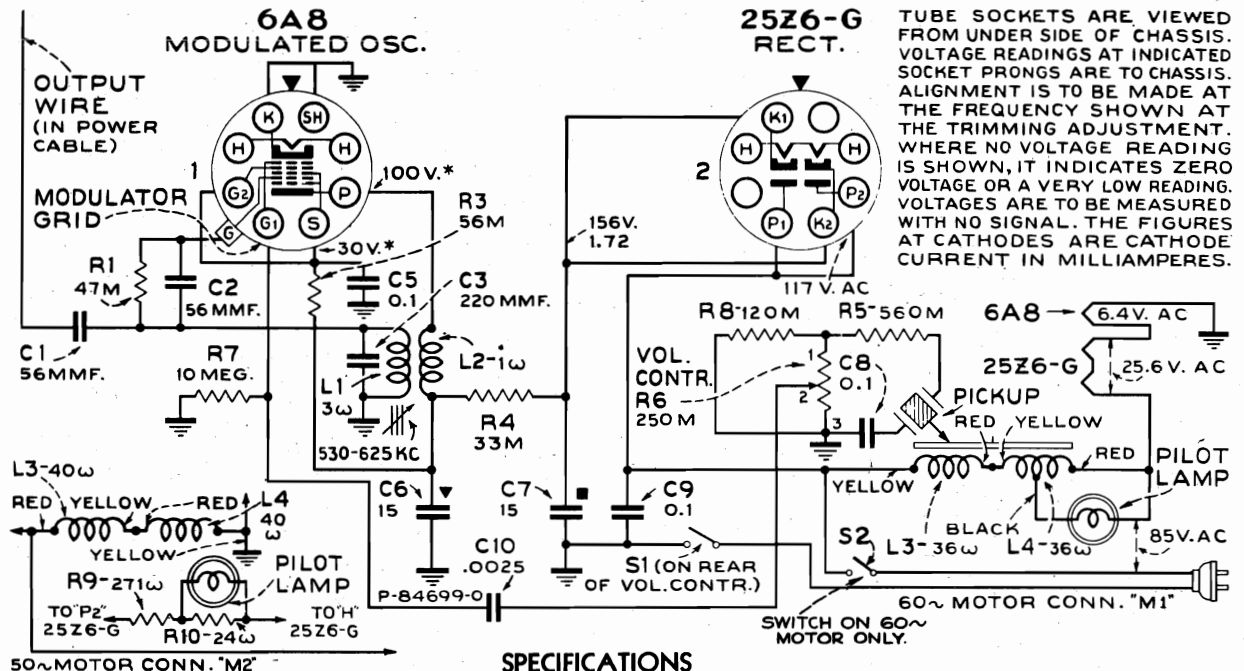 6A8
MODULATED OSC.
25Z6-G
RECT.
TUBE SOCKETS ARE VIEWED
FROM UNDER SIDE OF CHASSIS.
VOLTAGE READINGS AT INDICATED
SOCKET PRONGS ARE TO CHASSIS.
ALIGNMENT IS TO BE MADE AT
THE FREQUENCY SHOWN AT
THE TRIMMING ADJUSTMENT.
WHERE NO VOLTAGE READING
IS SHOWN, IT INDICATES ZERO
VOLTAGE OR A VERY LOW READING.
VOLTAGES ARE TO BE MEASURED
WITH NO SIGNAL. THE FIGURES
AT CATHODES ARE CATHODE
CURRENT IN MILLIAMPERES.
OUTPUT
WIRE
(IN POWER
CABLE)
K
SH
H
H
1
G2
P
G
G1
S
100V.*
30V.*
MODULATOR
GRID
K1
H
H
2
P2
P1
K2
156V.
1.72
117 V. AC
R1
47M
C2
56MMF.
C1
56MMF.
R7
10 MEG.
C5
0.1
R3
56M
C3
220 MMF.
L1
3ω
L2-1ω
530-625KC
R4
33M
R8-120M
R5-560M
VOL.
CONTR.
R6
250 M
1
2
3
C8
0.1
PICKUP
RED
YELLOW
6A8
6.4V. AC
25Z6-G
25.6V. AC
YELLOW
RED
BLACK
L3-36ω
L4-36ω
PILOT
LAMP
85V. AC
L3-40ω
RED
YELLOW
RED
L4
40
ω
YELLOW
R9-271ω
TO "P2"
25Z6-G
R10-24ω
PILOT
LAMP
TO "H"
25Z6-G
50~MOTOR CONN. "M2"
C6
15
C7
15
C9
0.1
C10
.0025
P-84699-0
S1 (ON REAR
OF VOL.CONTR.)
S2
60~ MOTOR CONN. "M1"
SWITCH ON 60~
MOTOR ONLY.
SPECIFICATIONS